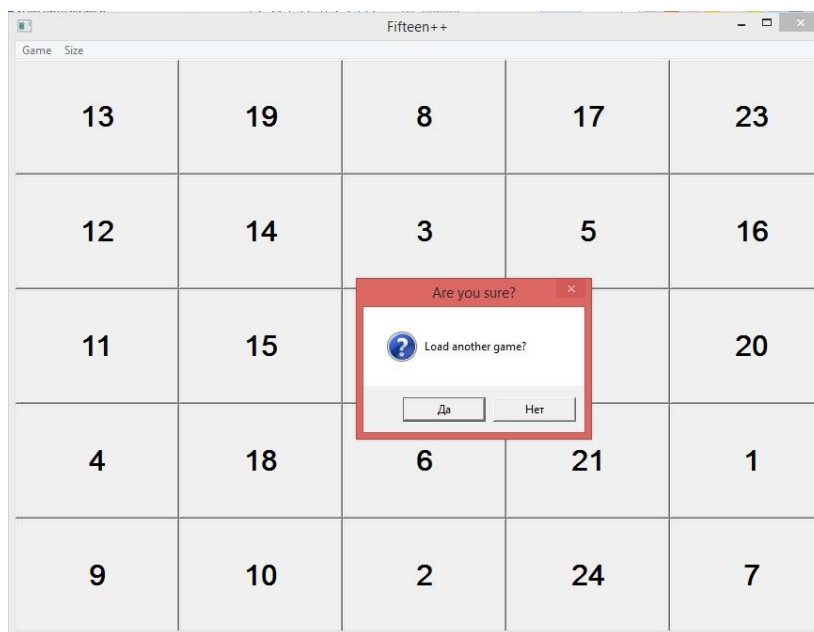 Fifteen++
Game Size
13 19 8 17 23
12 14 3 5 16
Are you sure?
11 15 20
Load another game?
Да Нет
4 18 6 21 1
9 10 2 24 7